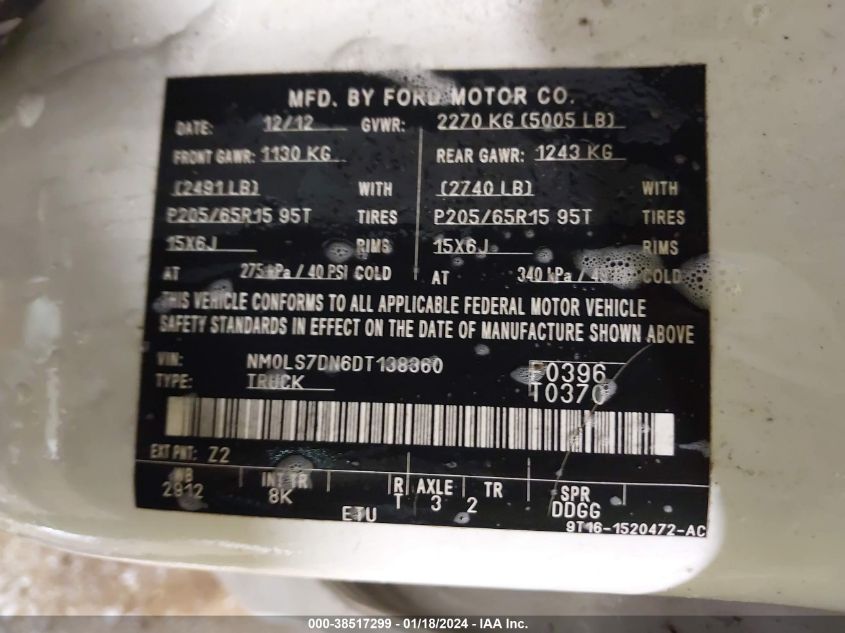 MFD. BY FORD MOTOR CO.
DATE: 12/12 GVWR: 2270 KG (5005 LB)
FRONT GAWR: 1130 KG REAR GAWR: 1243 KG
(2491 LB) WITH (2740 LB) WITH
P205/65R15 95T TIRES P205/65R15 95T TIRES
15X6J RIMS 15X6J RIMS
AT 275 kPa / 40 PSI COLD AT 340 kPa / COLD
THIS VEHICLE CONFORMS TO ALL APPLICABLE FEDERAL MOTOR VEHICLE
SAFETY STANDARDS IN EFFECT ON THE DATE OF MANUFACTURE SHOWN ABOVE
VIN: NM0LS7DN6DT138360 F0396
TYPE: TRUCK T0370
EXT PNT: Z2
WB INT TR R AXLE TR SPR
2912 8K T 3 2 DDGG
ETU 9T16-1520472-AC
000-38517299 - 01/18/2024 - IAA Inc.